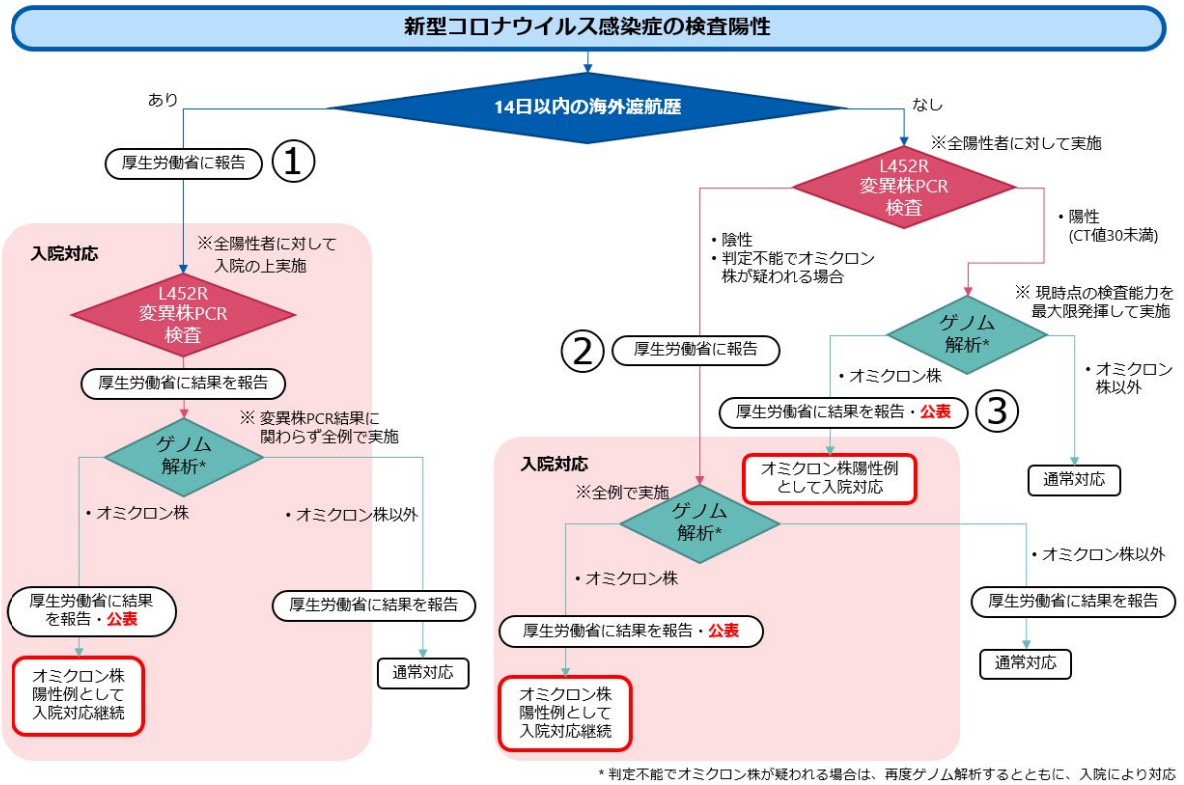 新型コロナウイルス感染症の検査陽性
14日以内の海外渡航歴
あり
なし
厚生労働省に報告
①
入院対応
※全陽性者に対して
入院の上実施
L452R
変異株PCR
検査
厚生労働省に結果を報告
※ 変異株PCR結果に
関わらず全例で実施
ゲノム
解析*
・オミクロン株
・オミクロン株以外
厚生労働省に結果
を報告・公表
オミクロン株
陽性例として
入院対応継続
厚生労働省に結果を報告
通常対応
※全陽性者に対して実施
L452R
変異株PCR
検査
・陰性
・判定不能でオミクロン
株が疑われる場合
・陽性
(CT値30未満)
②
厚生労働省に報告
※ 現時点の検査能力を
最大限発揮して実施
ゲノム
解析*
・オミクロン株
・オミクロン
株以外
厚生労働省に結果を報告・公表
③
オミクロン株陽性例
として入院対応
通常対応
入院対応
※全例で実施
ゲノム
解析*
・オミクロン株
・オミクロン株以外
厚生労働省に結果を報告・公表
オミクロン株
陽性例として
入院対応継続
厚生労働省に結果を報告
通常対応
* 判定不能でオミクロン株が疑われる場合は、再度ゲノム解析するとともに、入院により対応